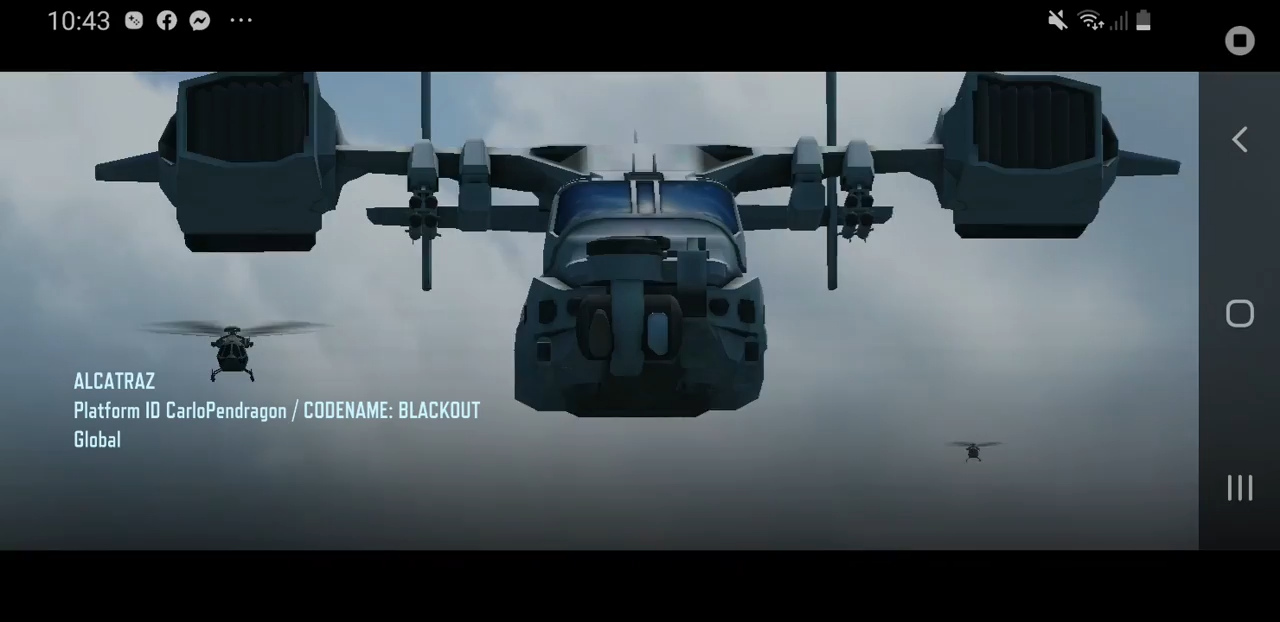 10:43
ALCATRAZ
Platform ID CarloPendragon / CODENAME: BLACKOUT
Global